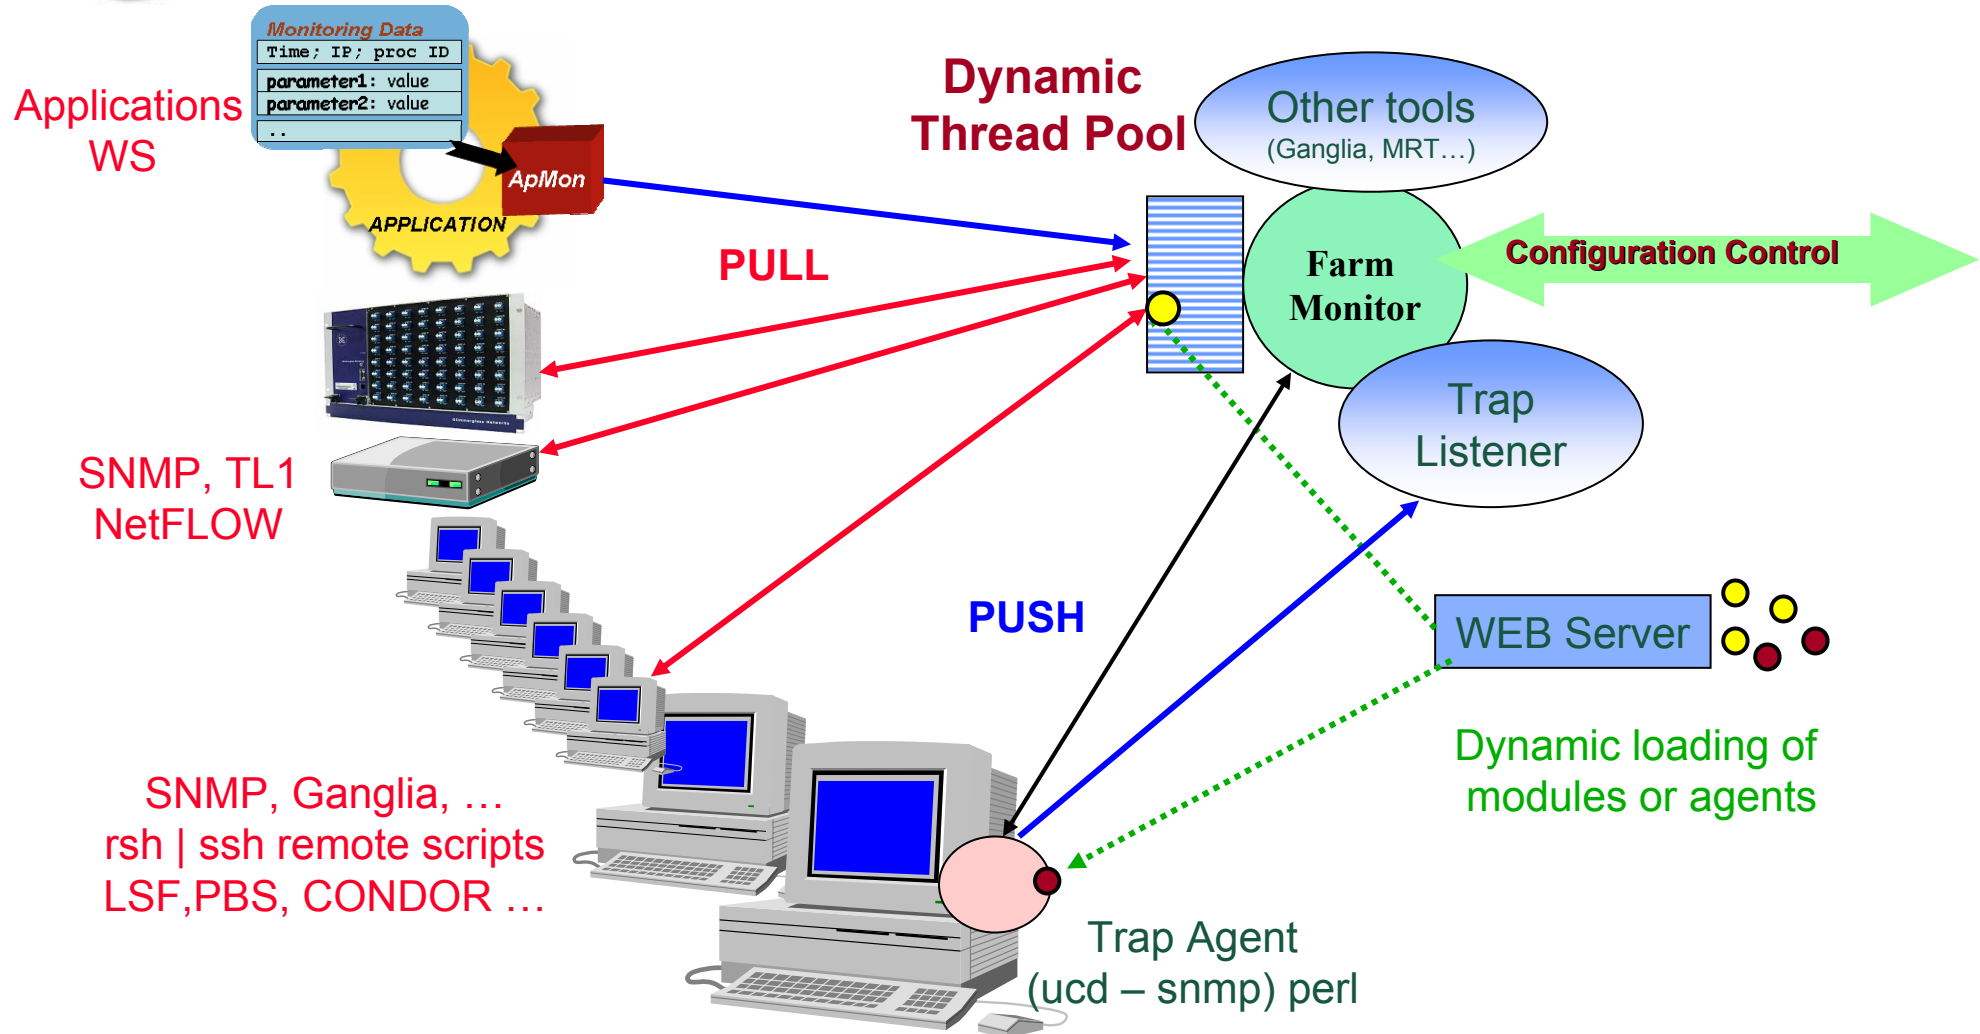 Monitoring Data
Time; IP; proc ID
parameter1: value
parameter2: value
..
Applications
WS
ApMon
APPLICATION
Dynamic
Thread Pool
Other tools
(Ganglia, MRT…)
PULL
Farm
Monitor
Configuration Control
Trap
Listener
SNMP, TL1
NetFLOW
PUSH
WEB Server
Dynamic loading of
modules or agents
SNMP, Ganglia, …
rsh | ssh remote scripts
LSF,PBS, CONDOR …
Trap Agent
(ucd – snmp) perl